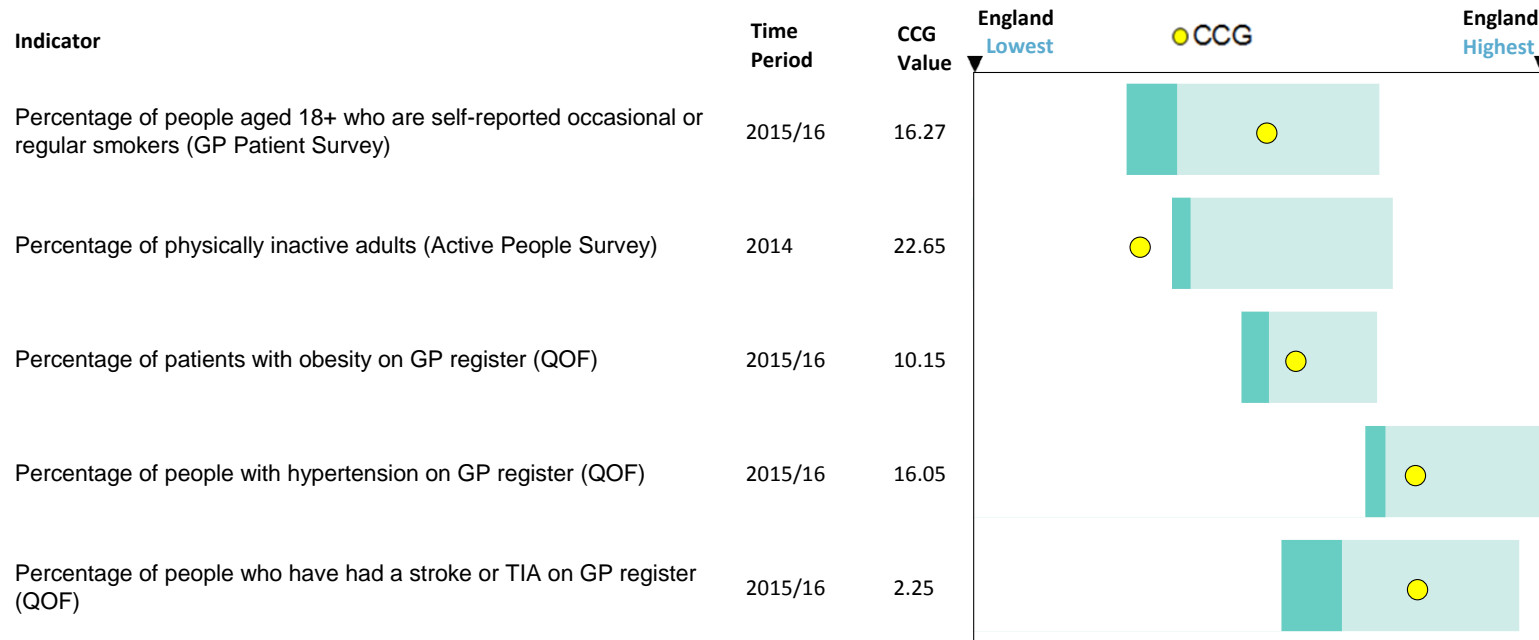 Indicator
Time
Period
CCG
Value
England
Lowest
CCG
England
Highest
Percentage of people aged 18+ who are self-reported occasional or
regular smokers (GP Patient Survey)
2015/16
16.27
Percentage of physically inactive adults (Active People Survey)
2014
22.65
Percentage of patients with obesity on GP register (QOF)
2015/16
10.15
Percentage of people with hypertension on GP register (QOF)
2015/16
16.05
Percentage of people who have had a stroke or TIA on GP register
(QOF)
2015/16
2.25